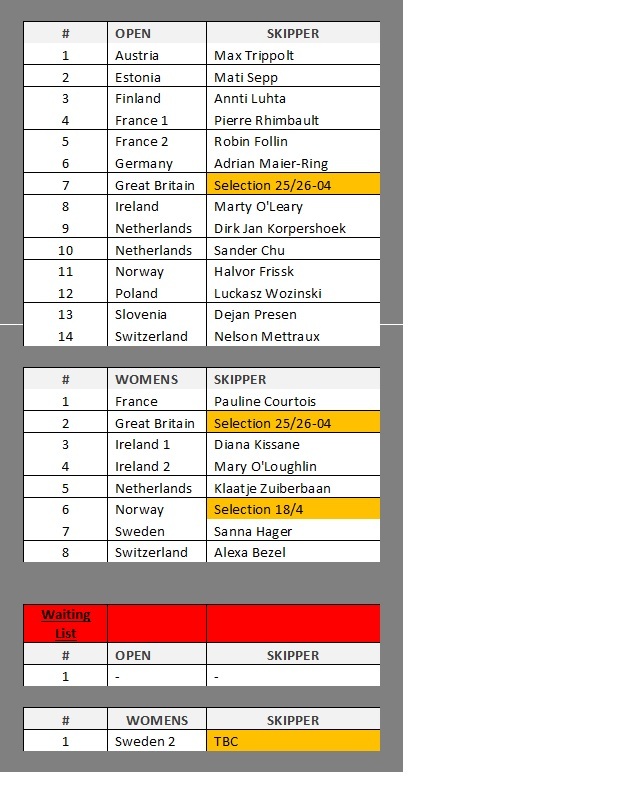 # OPEN SKIPPER
1 Austria Max Trippolt
2 Estonia Mati Sepp
3 Finland Annti Luhta
4 France 1 Pierre Rhimbault
5 France 2 Robin Follin
6 Germany Adrian Maier-Ring
7 Great Britain Selection 25/26-04
8 Ireland Marty O'Leary
9 Netherlands Dirk Jan Korpershoek
10 Netherlands Sander Chu
11 Norway Halvor Frissk
12 Poland Luckasz Wozinski
13 Slovenia Dejan Presen
14 Switzerland Nelson Mettraux
# WOMENS SKIPPER
1 France Pauline Courtois
2 Great Britain Selection 25/26-04
3 Ireland 1 Diana Kissane
4 Ireland 2 Mary O'Loughlin
5 Netherlands Klaatje Zuiberbaan
6 Norway Selection 18/4
7 Sweden Sanna Hager
8 Switzerland Alexa Bezel
Waiting
List
# OPEN SKIPPER
1 - -
# WOMENS SKIPPER
1 Sweden 2 TBC